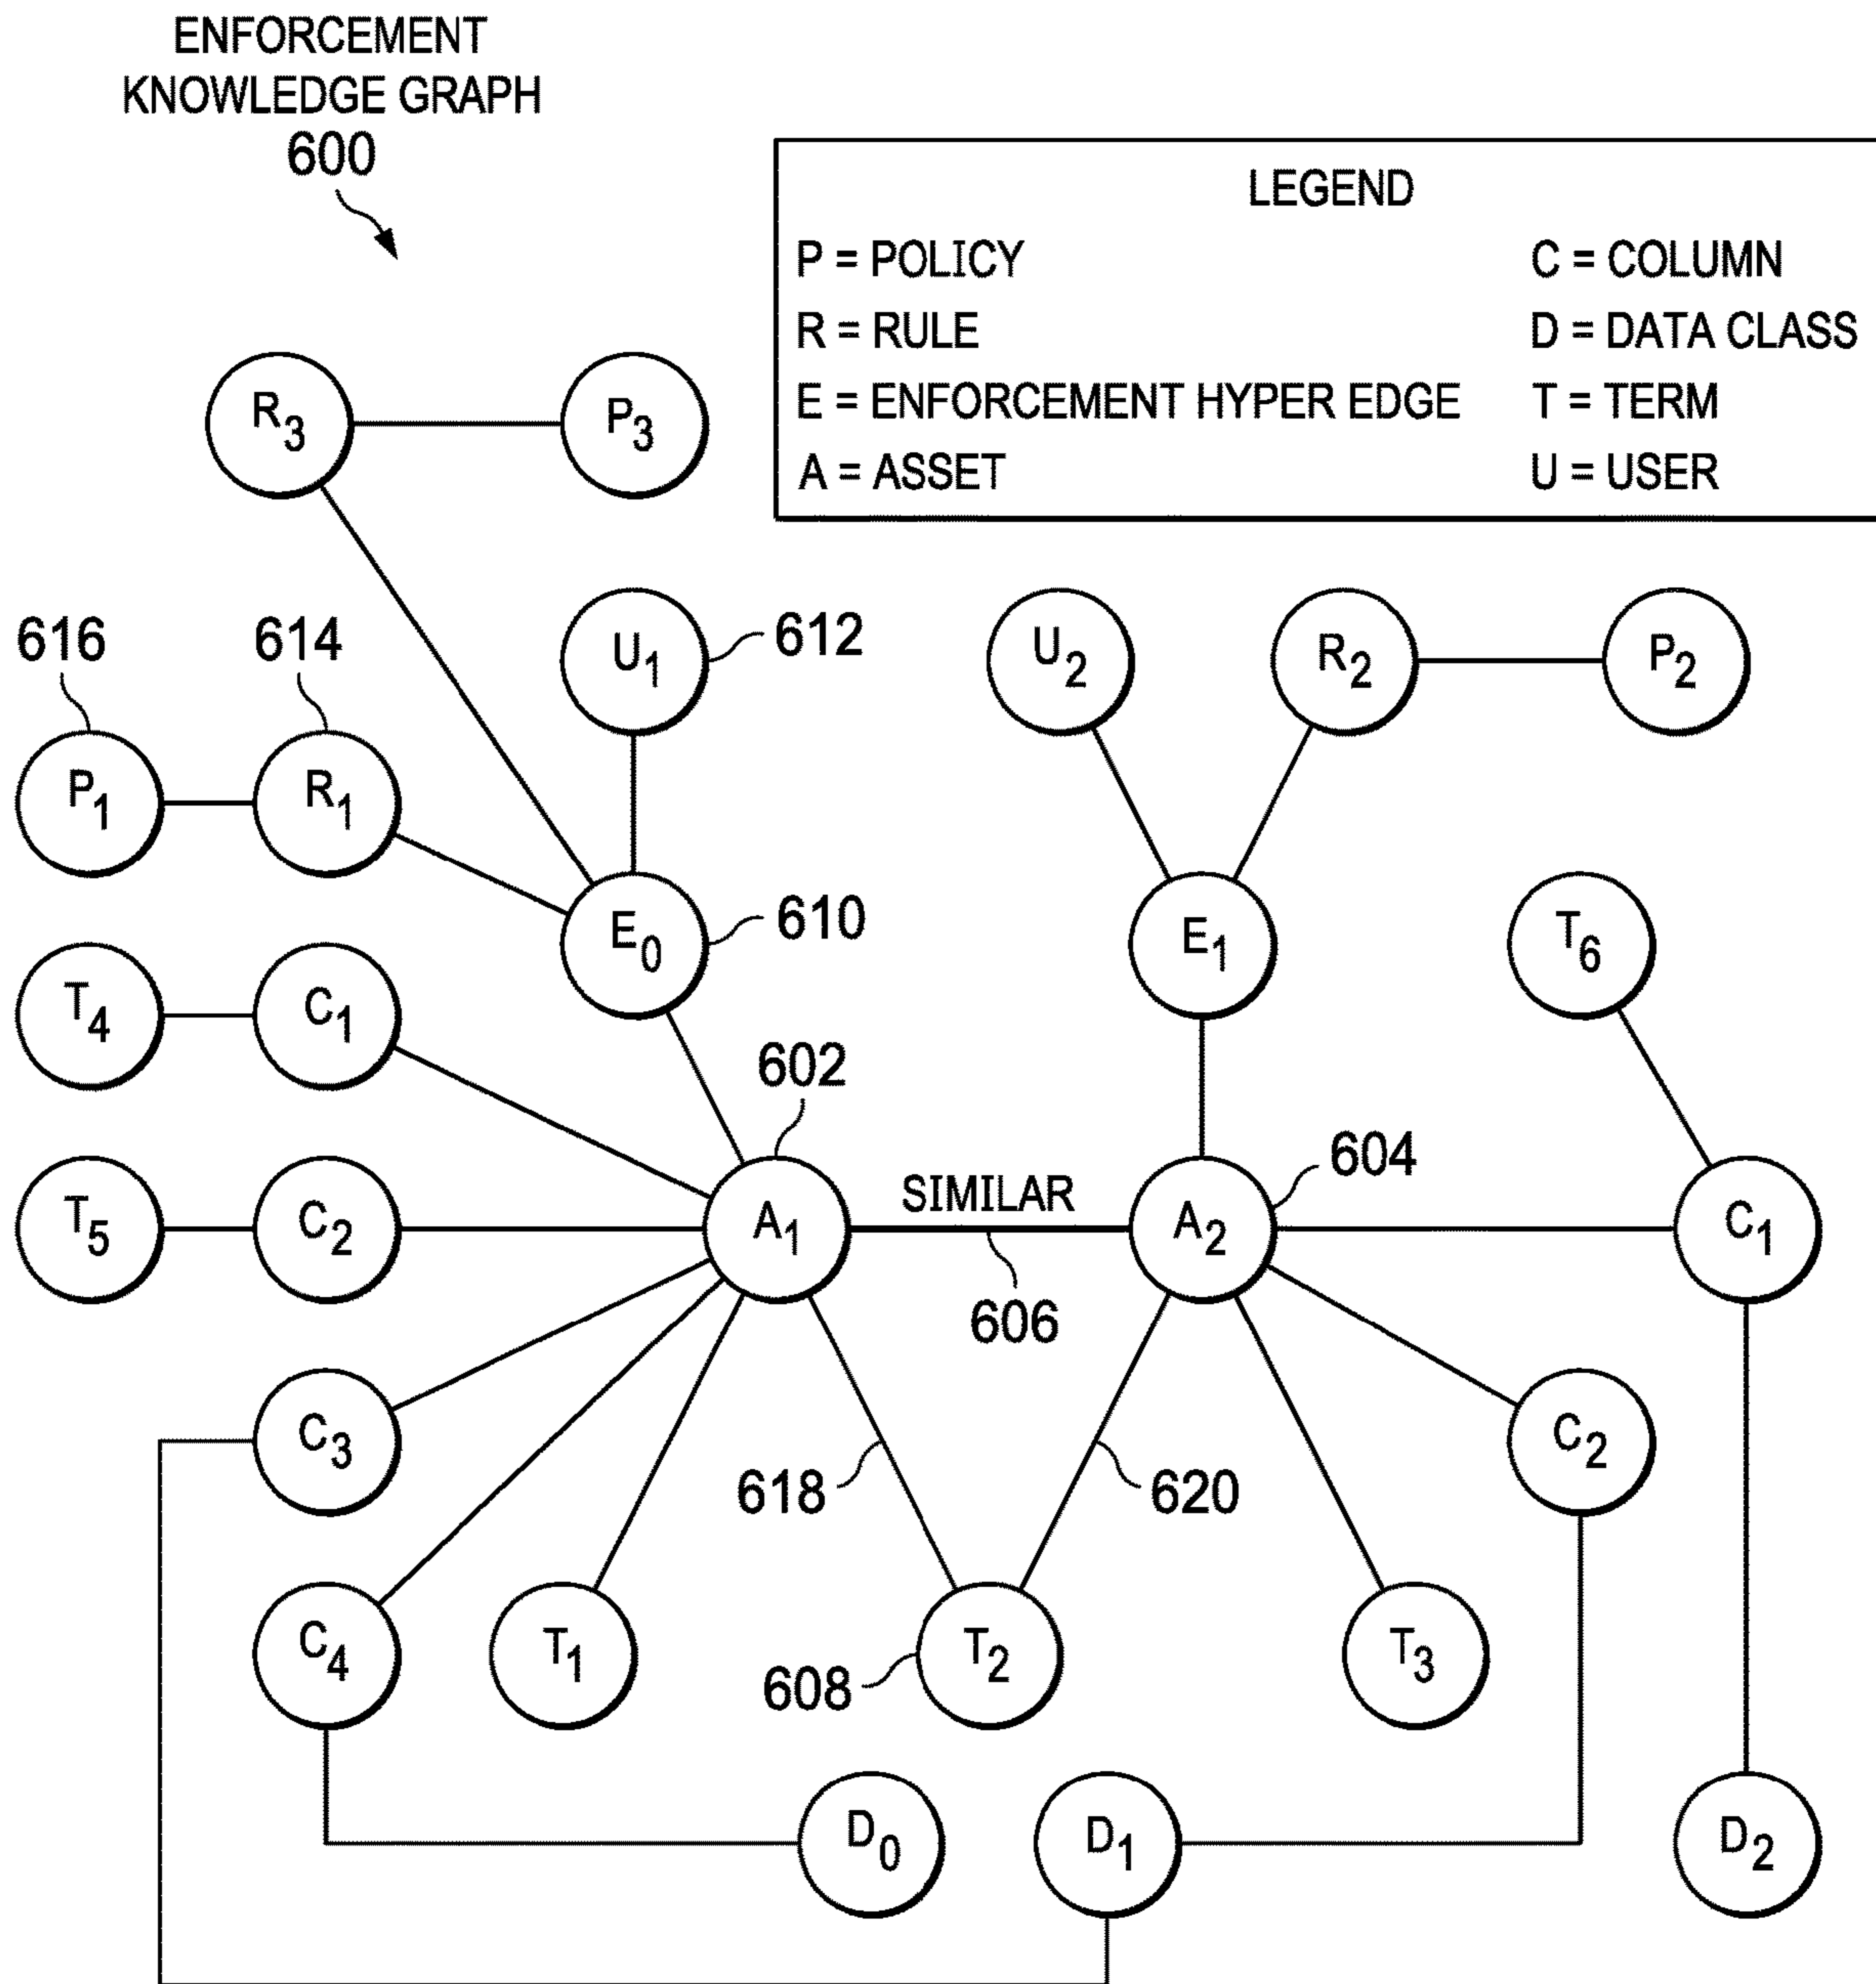 ENFORCEMENT
KNOWLEDGE GRAPH
600
LEGEND
P = POLICY
C = COLUMN
R = RULE
D = DATA CLASS
E = ENFORCEMENT HYPER EDGE
T = TERM
A = ASSET
U = USER
R3
P3
616
614
U1
612
U2
R2
P2
P1
R1
E0
610
E1
T6
T4
C1
602
604
T5
C2
A1
SIMILAR
A2
C1
606
C3
618
620
C2
C4
T1
608
T2
T3
D0
D1
D2